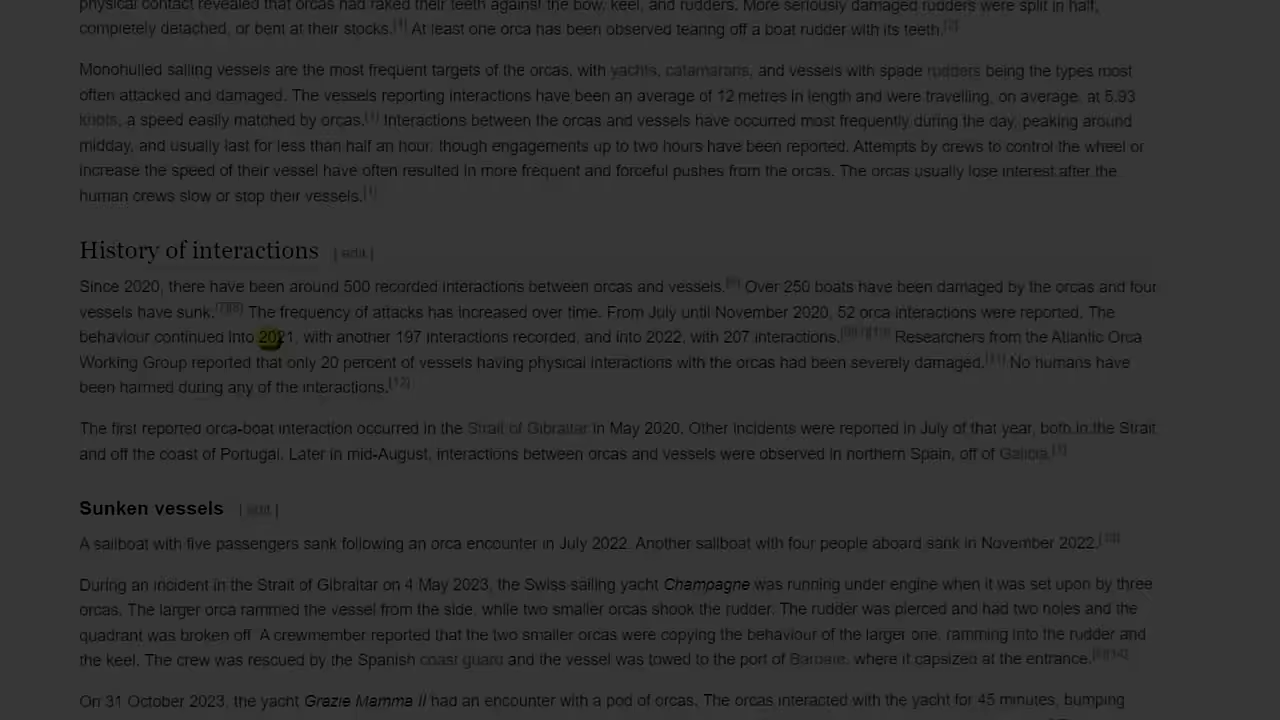 physical contact revealed that orcas had raked their teeth against the bow, keel, and rudders. More seriously damaged rudders were split in half,
completely detached, or bent at their stocks.[1] At least one orca has been observed tearing off a boat rudder with its teeth.[2]
Monohulled sailing vessels are the most frequent targets of the orcas, with yachts, catamarans, and vessels with spade rudders being the types most
often attacked and damaged. The vessels reporting interactions have been an average of 12 metres in length and were travelling, on average, at 5.93
knots, a speed easily matched by orcas.[1] Interactions between the orcas and vessels have occurred most frequently during the day, peaking around
midday, and usually last for less than half an hour, though engagements up to two hours have been reported. Attempts by crews to control the wheel or
increase the speed of their vessel have often resulted in more frequent and forceful pushes from the orcas. The orcas usually lose interest after the
human crews slow or stop their vessels.[1]
History of interactions [ edit ]
Since 2020, there have been around 500 recorded interactions between orcas and vessels. Over 250 boats have been damaged by the orcas and four
vessels have sunk. The frequency of attacks has increased over time. From July until November 2020, 52 orca interactions were reported. The
behaviour continued into 2021, with another 197 interactions recorded, and into 2022, with 207 interactions. Researchers from the Atlantic Orca
Working Group reported that only 20 percent of vessels having physical interactions with the orcas had been severely damaged.[11] No humans have
been harmed during any of the interactions.[12]
The first reported orca-boat interaction occurred in the Strait of Gibraltar in May 2020. Other incidents were reported in July of that year, both in the Strait
and off the coast of Portugal. Later in mid-August, interactions between orcas and vessels were observed in northern Spain, off of Galicia.
Sunken vessels [ edit ]
A sailboat with five passengers sank following an orca encounter in July 2022. Another sailboat with four people aboard sank in November 2022.
During an incident in the Strait of Gibraltar on 4 May 2023, the Swiss sailing yacht Champagne was running under engine when it was set upon by three
orcas. The larger orca rammed the vessel from the side, while two smaller orcas shook the rudder. The rudder was pierced and had two holes and the
quadrant was broken off. A crewmember reported that the two smaller orcas were copying the behaviour of the larger one, ramming into the rudder and
the keel. The crew was rescued by the Spanish coast guard and the vessel was towed to the port of Barbate, where it capsized at the entrance.
On 31 October 2023, the yacht Grazie Mamma II had an encounter with a pod of orcas. The orcas interacted with the yacht for 45 minutes, bumping